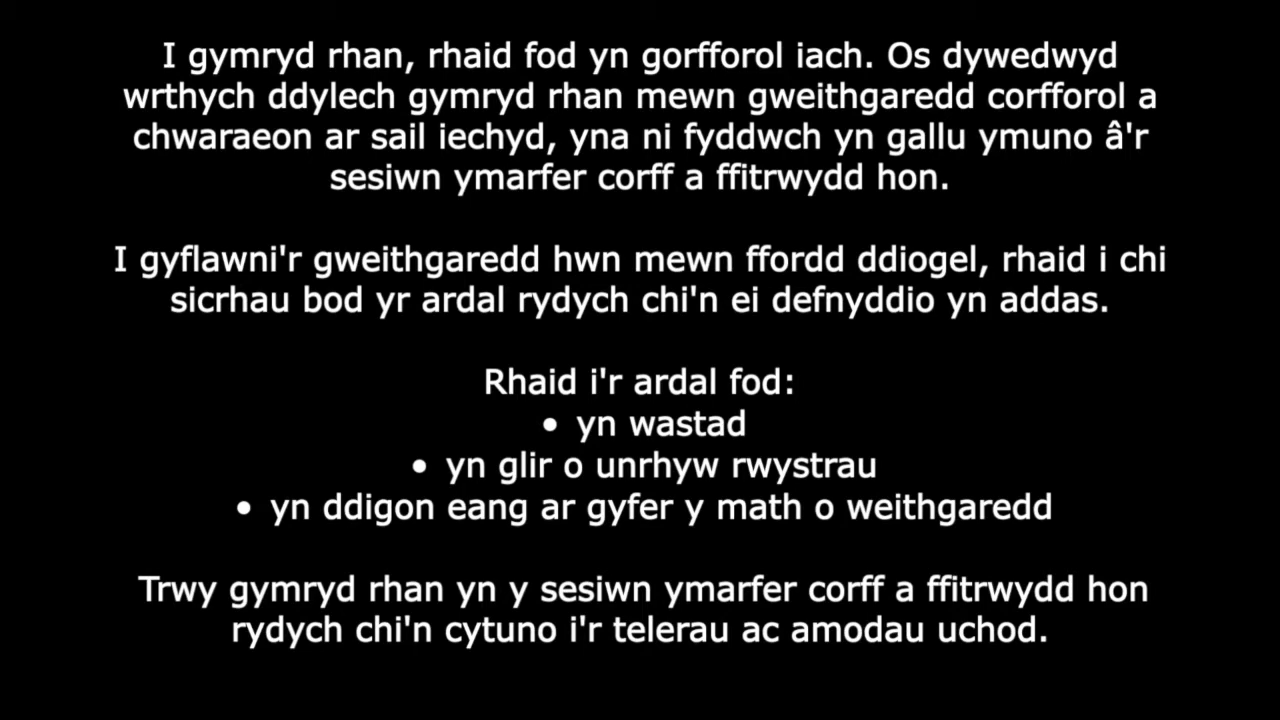 I gymryd rhan, rhaid fod yn gorfforol iach. Os dywedwyd
wrthych ddylech gymryd rhan mewn gweithgaredd corfforol a
chwaraeon ar sail iechyd, yna ni fyddwch yn gallu ymuno â'r
sesiwn ymarfer corff a ffitrwydd hon.
I gyflawni'r gweithgaredd hwn mewn ffordd ddiogel, rhaid i chi
sicrhau bod yr ardal rydych chi'n ei defnyddio yn addas.
Rhaid i'r ardal fod:
• yn wastad
• yn glir o unrhyw rwystrau
• yn ddigon eang ar gyfer y math o weithgaredd
Trwy gymryd rhan yn y sesiwn ymarfer corff a ffitrwydd hon
rydych chi'n cytuno i'r telerau ac amodau uchod.